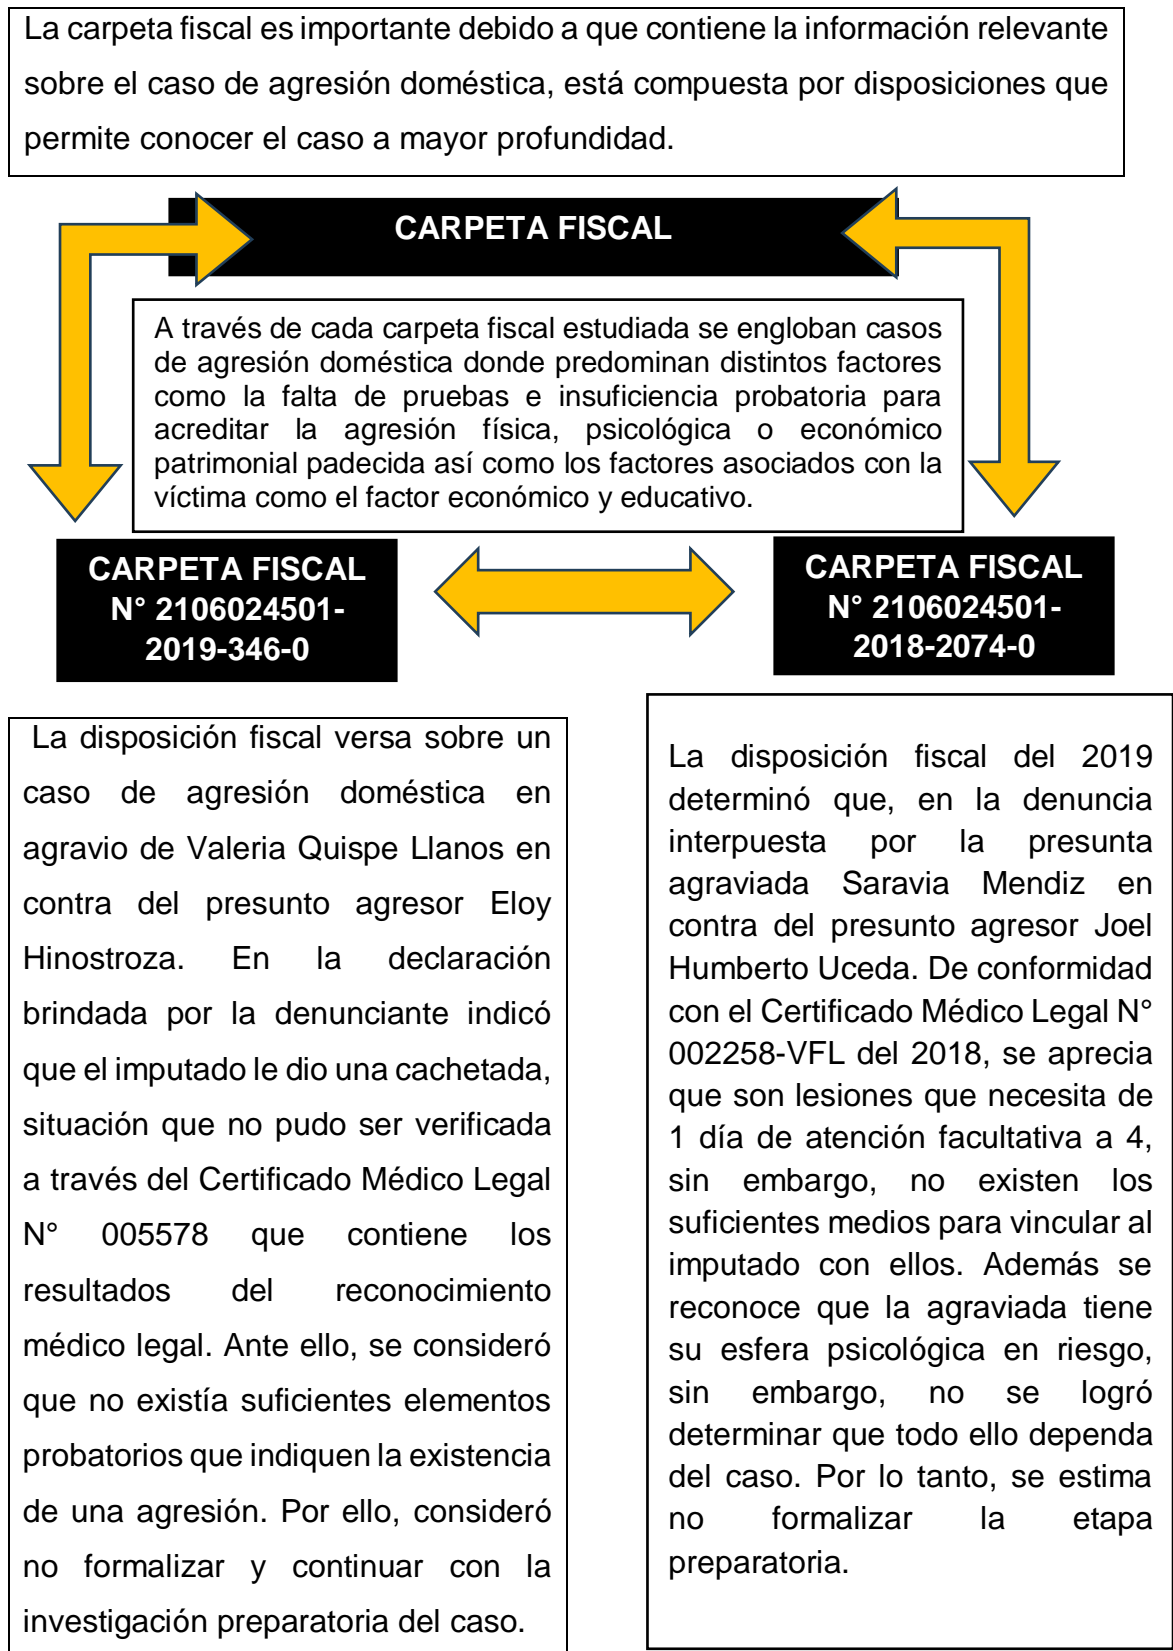 La carpeta fiscal es importante debido a que contiene la información relevante
sobre el caso de agresión doméstica, está compuesta por disposiciones que
permite conocer el caso a mayor profundidad.
CARPETA FISCAL
A través de cada carpeta fiscal estudiada se engloban casos
de agresión doméstica donde predominan distintos factores
como la falta de pruebas e insuficiencia probatoria para
acreditar la agresión física, psicológica o económico
patrimonial padecida así como los factores asociados con la
víctima como el factor económico y educativo.
CARPETA FISCAL
N° 2106024501-
2019-346-0
CARPETA FISCAL
N° 2106024501-
2018-2074-0
La disposición fiscal versa sobre un
caso de agresión doméstica en
agravio de Valeria Quispe Llanos en
contra del presunto agresor Eloy
Hinostroza. En la declaración
brindada por la denunciante indicó
que el imputado le dio una cachetada,
situación que no pudo ser verificada
a través del Certificado Médico Legal
N° 005578 que contiene los
resultados del reconocimiento
médico legal. Ante ello, se consideró
que no existía suficientes elementos
probatorios que indiquen la existencia
de una agresión. Por ello, consideró
no formalizar y continuar con la
investigación preparatoria del caso.
La disposición fiscal del 2019
determinó que, en la denuncia
interpuesta por la presunta
agraviada Saravia Mendiz en
contra del presunto agresor Joel
Humberto Uceda. De conformidad
con el Certificado Médico Legal N°
002258-VFL del 2018, se aprecia
que son lesiones que necesita de
1 día de atención facultativa a 4,
sin embargo, no existen los
suficientes medios para vincular al
imputado con ellos. Además se
reconoce que la agraviada tiene
su esfera psicológica en riesgo,
sin embargo, no se logró
determinar que todo ello dependa
del caso. Por lo tanto, se estima
no formalizar la etapa
preparatoria.